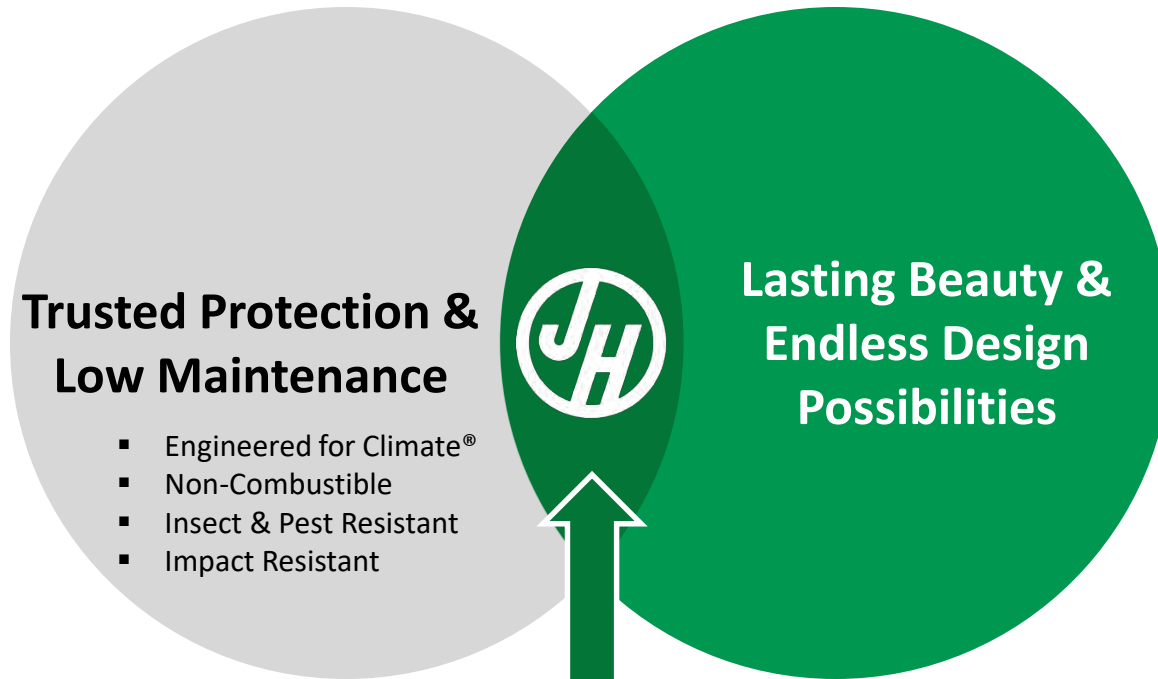 Trusted Protection &
Low Maintenance
▪ Engineered for Climate®
▪ Non-Combustible
▪ Insect & Pest Resistant
▪ Impact Resistant
JH
Lasting Beauty &
Endless Design
Possibilities